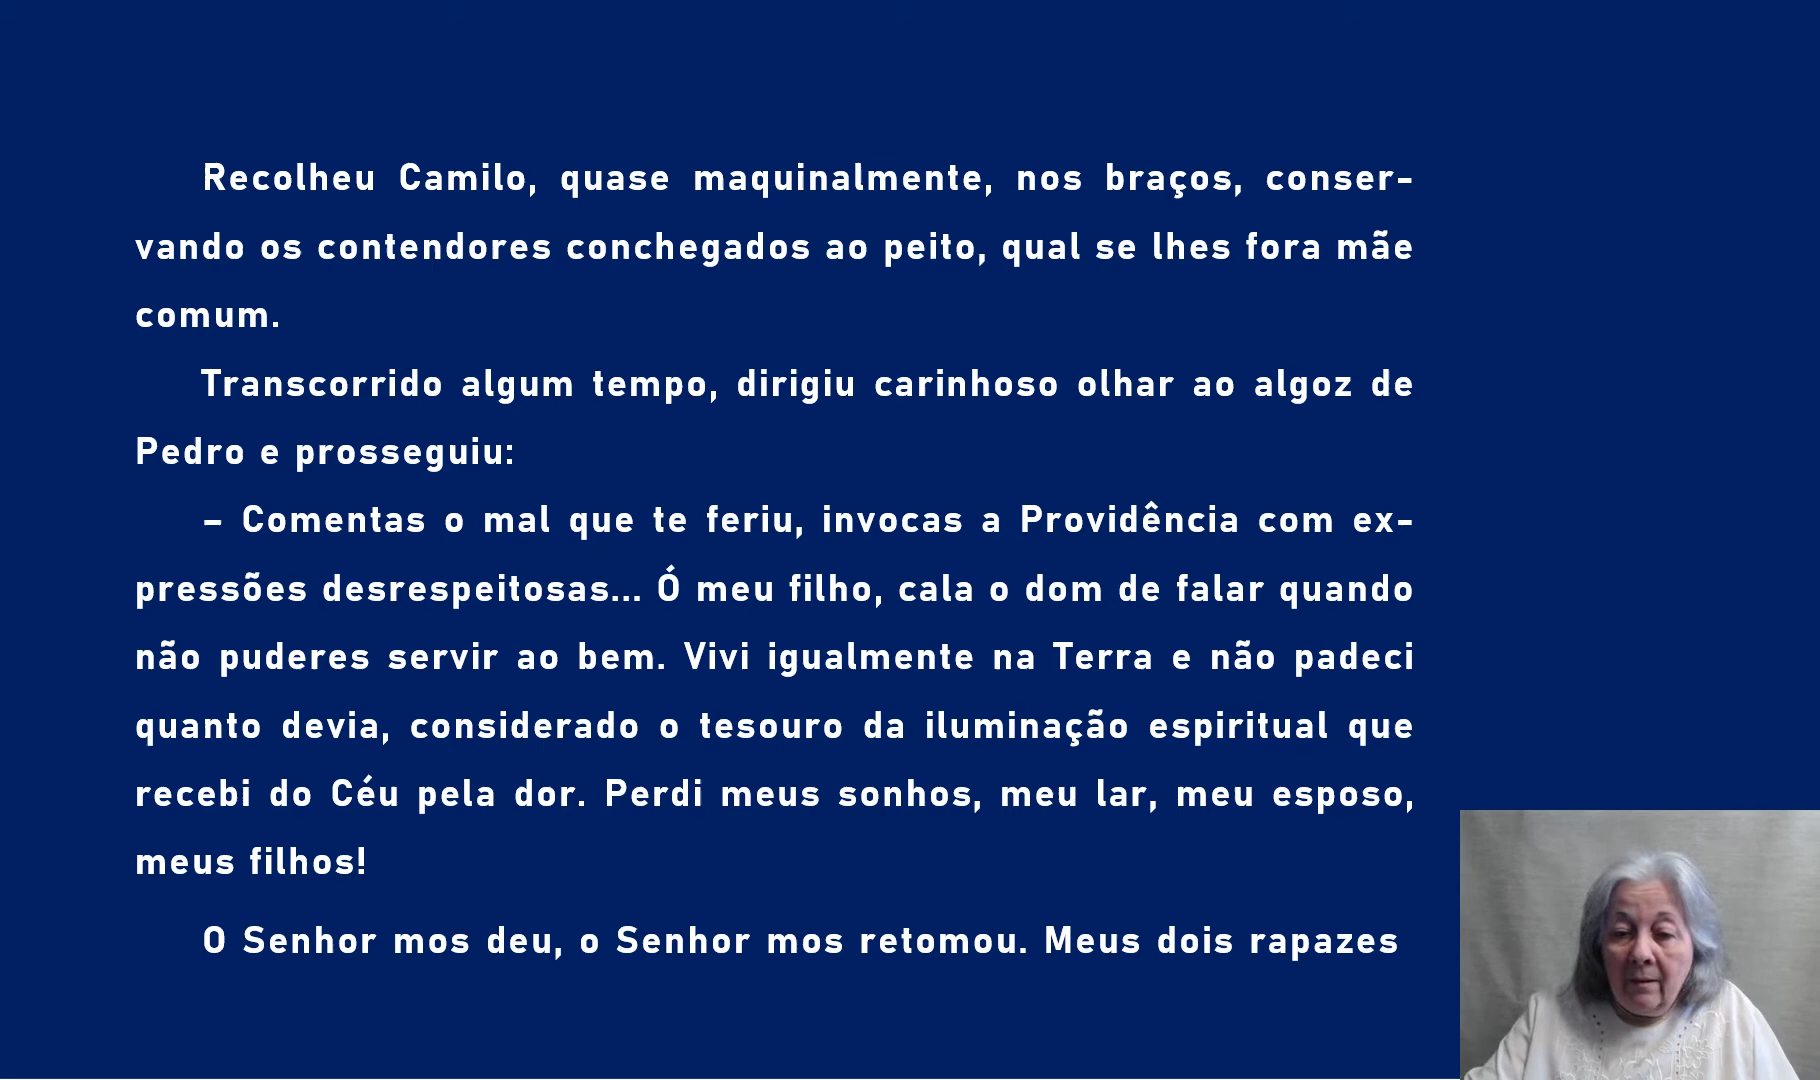 Recolheu Camilo, quase maquinalmente, nos braços, conser-
vando os contendores conchegados ao peito, qual se lhes fora mãe
comum.
Transcorrido algum tempo, dirigiu carinhoso olhar ao algoz de
Pedro e prosseguiu:
– Comentas o mal que te feriu, invocas a Providência com ex-
pressões desrespeitosas... Ó meu filho, cala o dom de falar quando
não puderes servir ao bem. Vivi igualmente na Terra e não padeci
quanto devia, considerado o tesouro da iluminação espiritual que
recebi do Céu pela dor. Perdi meus sonhos, meu lar, meu esposo,
meus filhos!
O Senhor mos deu, o Senhor mos retomou. Meus dois rapazes